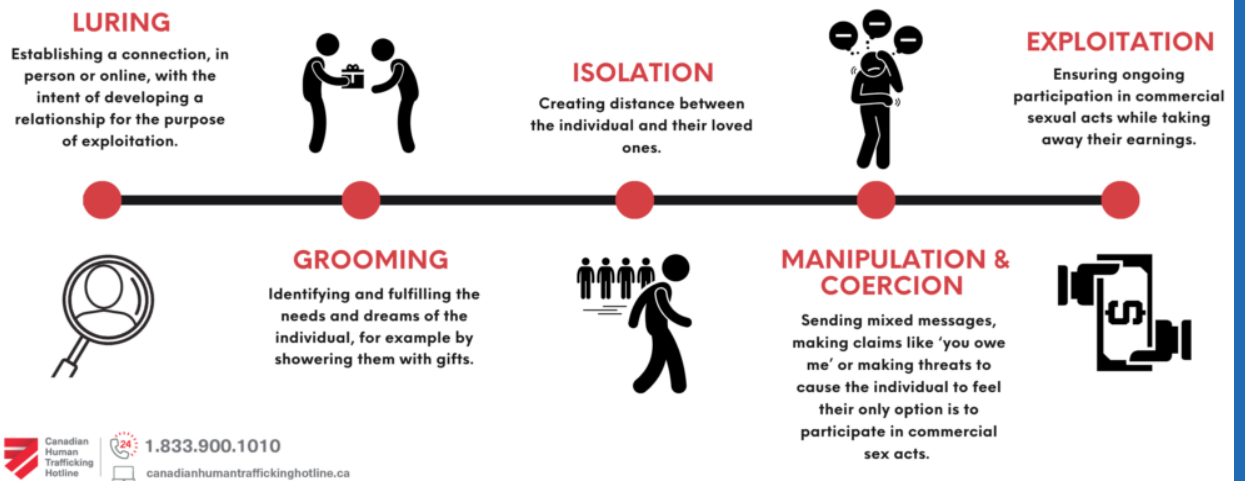 LURING
Establishing a connection, in
person or online, with the
intent of developing a
relationship for the purpose
of exploitation.
GROOMING
Identifying and fulfilling the
needs and dreams of the
individual, for example by
showering them with gifts.
ISOLATION
Creating distance between
the individual and their loved
ones.
MANIPULATION &
COERCION
Sending mixed messages,
making claims like ‘you owe
me’ or making threats to
cause the individual to feel
their only option is to
participate in commercial
sex acts.
EXPLOITATION
Ensuring ongoing
participation in commercial
sexual acts while taking
away their earnings.
$
Canadian
Human
Trafficking
Hotline
24
1.833.900.1010
canadianhumantraffickinghotline.ca